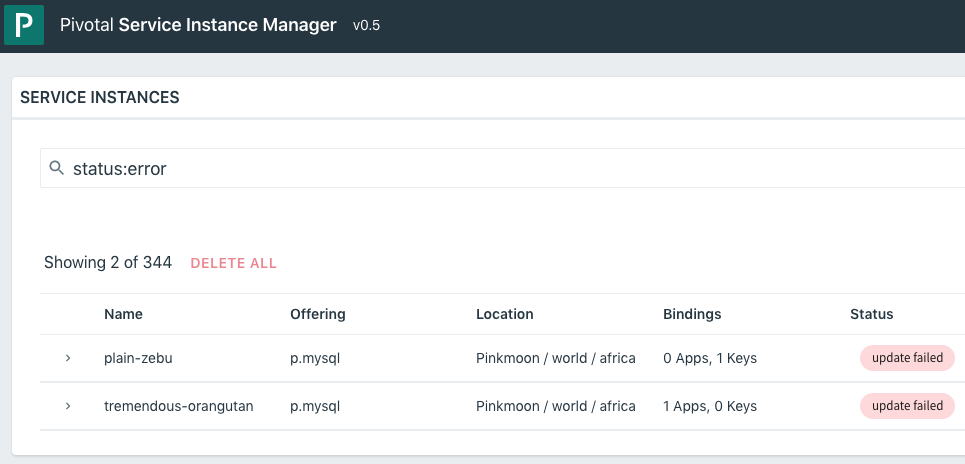 P Pivotal Service Instance Manager v0.5
SERVICE INSTANCES
status:error
Showing 2 of 344 DELETE ALL
Name Offering Location Bindings Status
plain-zebu p.mysql Pinkmoon / world / africa 0 Apps, 1 Keys update failed
tremendous-orangutan p.mysql Pinkmoon / world / africa 1 Apps, 0 Keys update failed